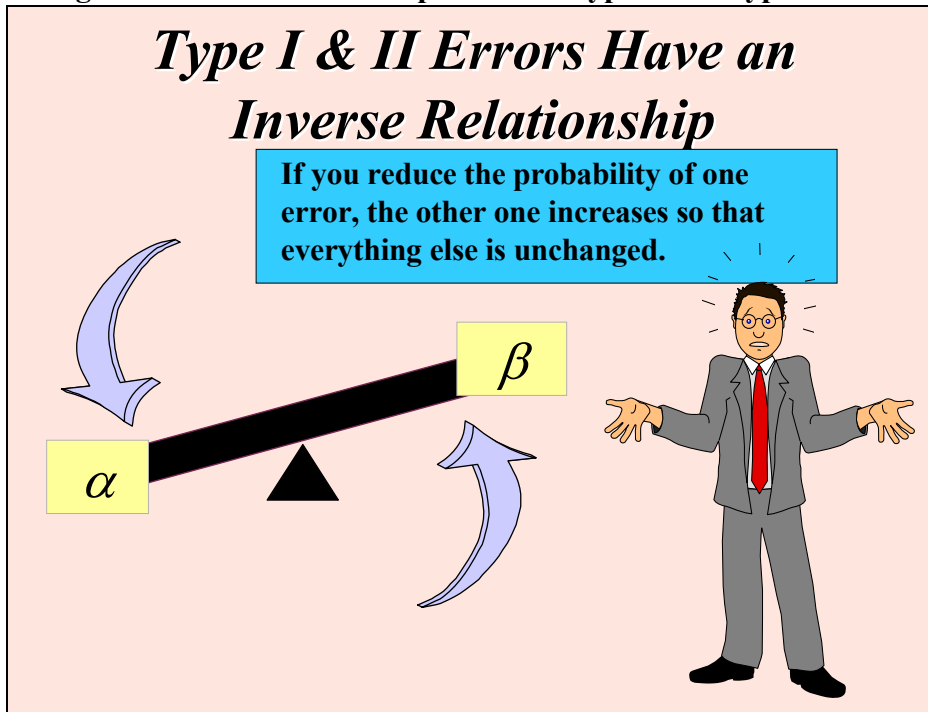 Type I & II Errors Have an
Inverse Relationship
If you reduce the probability of one
error, the other one increases so that
everything else is unchanged.
β
α